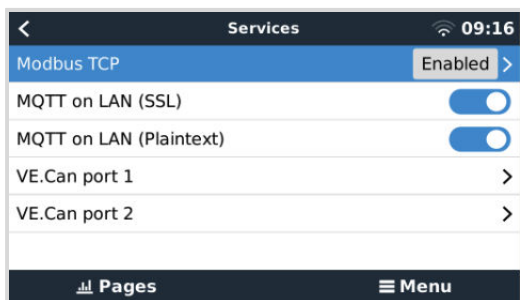 Services 09:16
Modbus TCP Enabled
MQTT on LAN (SSL)
MQTT on LAN (Plaintext)
VE.Can port 1
VE.Can port 2
Pages Menu